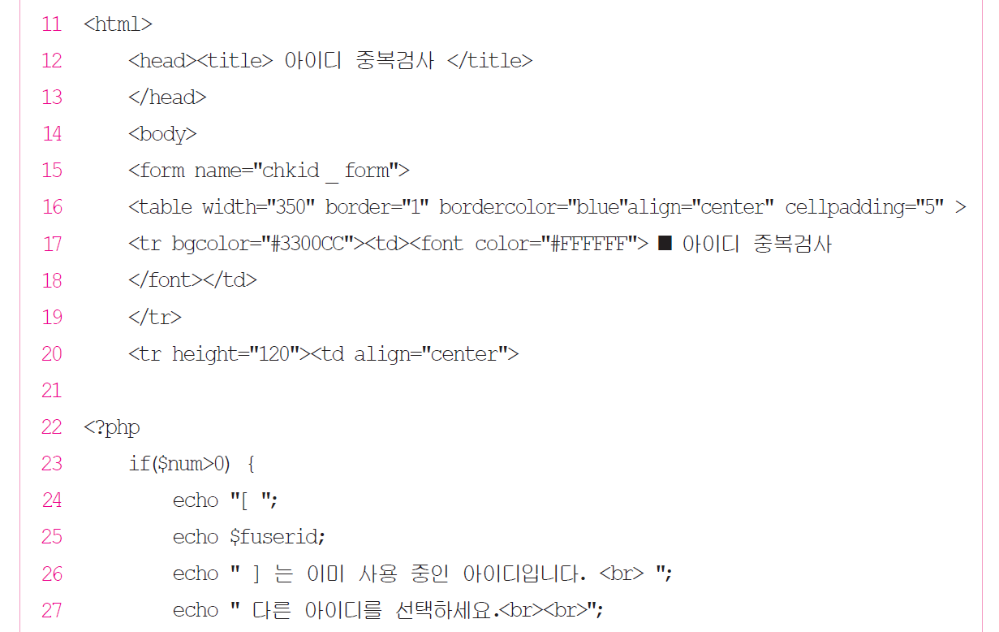 11 <html>
12 <head><title> 아이디 중복검사 </title>
13 </head>
14 <body>
15 <form name="chkid _ form">
16 <table width="350" border="1" bordercolor="blue"align="center" cellpadding="5" >
17 <tr bgcolor="#3300CC"><td><font color="#FFFFFF"> ■ 아이디 중복검사
18 </font></td>
19 </tr>
20 <tr height="120"><td align="center">
21
22 <?php
23 if($num>0) {
24 echo "[ ";
25 echo $fuserid;
26 echo " ] 는 이미 사용 중인 아이디입니다. <br> ";
27 echo " 다른 아이디를 선택하세요.<br><br>";